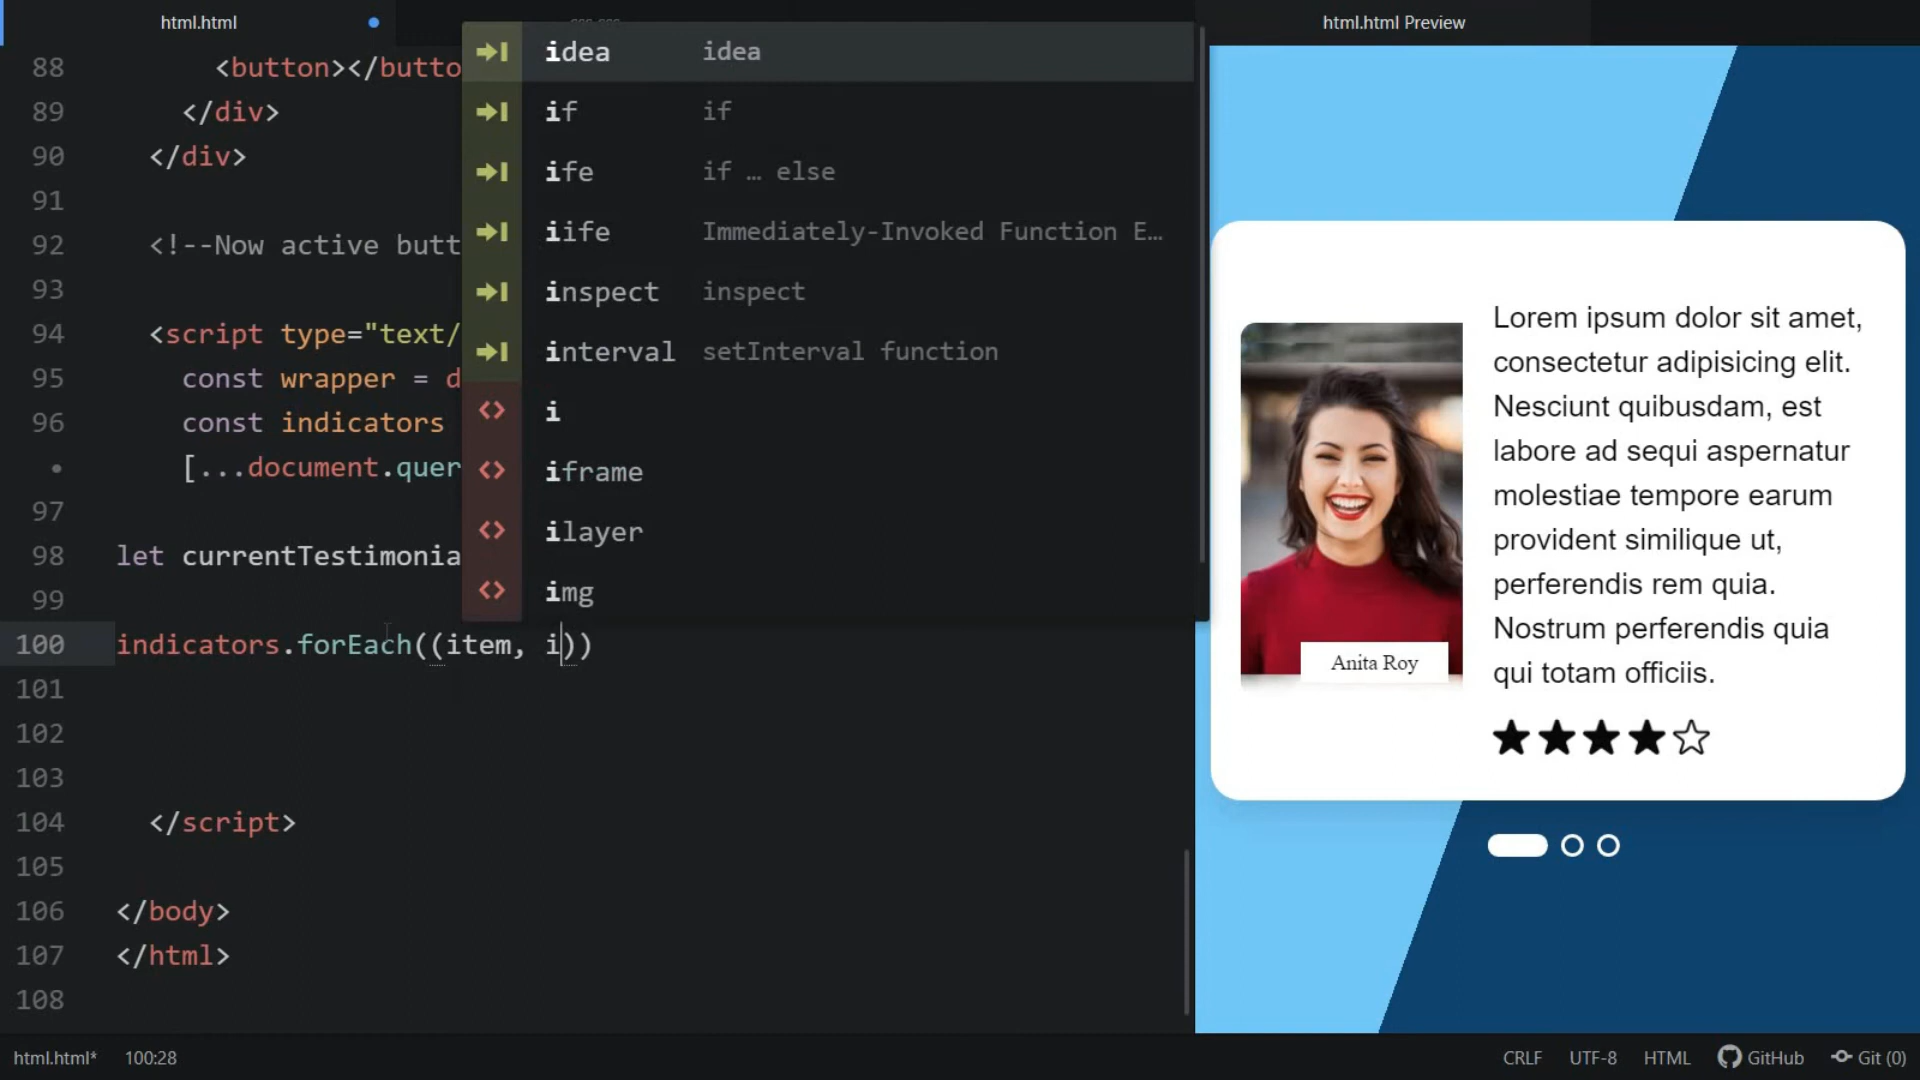 html.html
html.html Preview
88 <button></butto
89 </div>
90 </div>
91
92 <!--Now active butt
93
94 <script type="text/
95 const wrapper = d
96 const indicators
• [...document.quer
97
98 let currentTestimonia
99
100 indicators.forEach((item, i))
101
102
103
104 </script>
105
106 </body>
107 </html>
108
idea idea
if if
ife if … else
iife Immediately-Invoked Function E…
inspect inspect
interval setInterval function
<> i
<> iframe
<> ilayer
<> img
Lorem ipsum dolor sit amet,
consectetur adipisicing elit.
Nesciunt quibusdam, est
labore ad sequi aspernatur
molestiae tempore earum
provident similique ut,
perferendis rem quia.
Nostrum perferendis quia
qui totam officiis.
Anita Roy
html.html* 100:28
CRLF UTF-8 HTML GitHub Git (0)